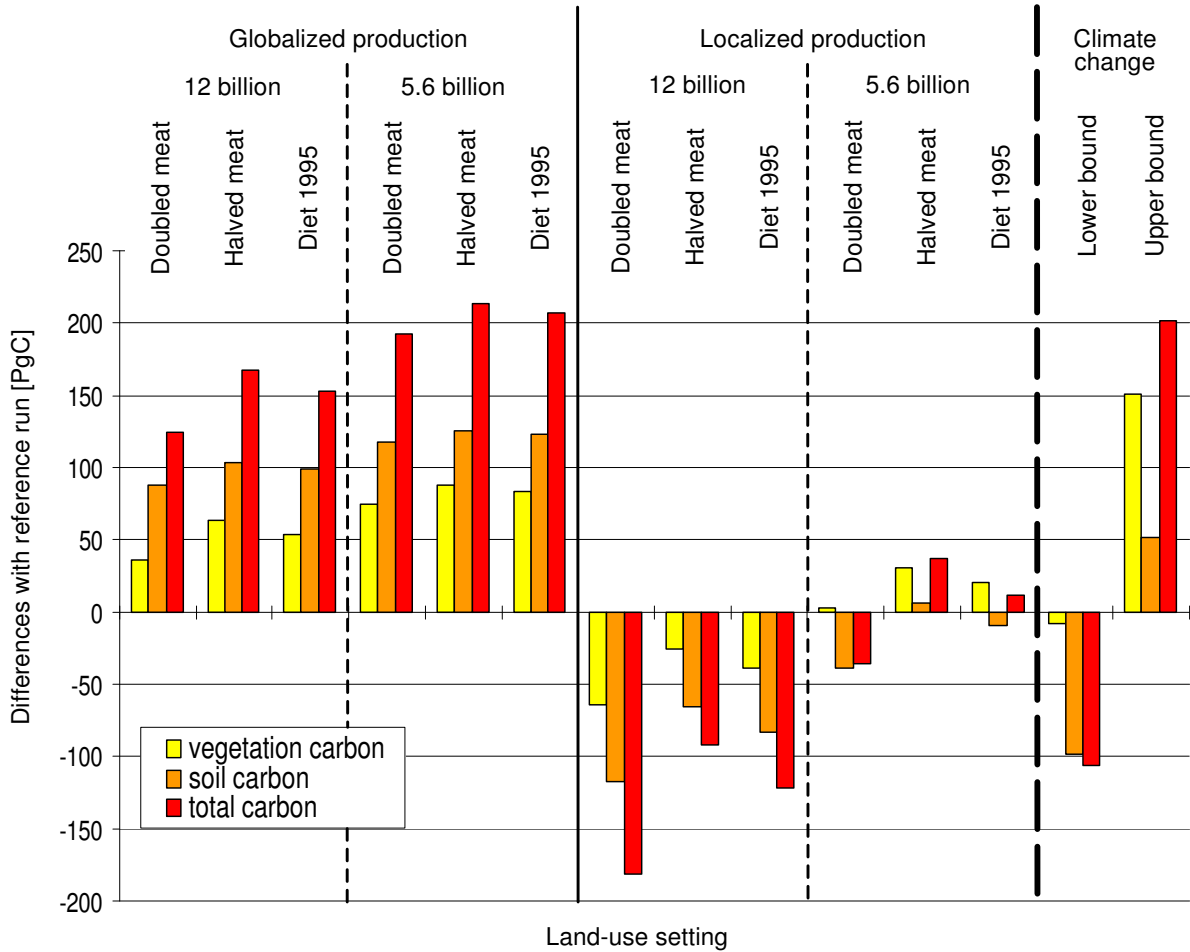 Globalized production
Localized production
Climate
change
12 billion
5.6 billion
12 billion
5.6 billion
Doubled meat
Halved meat
Diet 1995
Doubled meat
Halved meat
Diet 1995
Doubled meat
Halved meat
Diet 1995
Doubled meat
Halved meat
Diet 1995
Lower bound
Upper bound
Differences with reference run [PgC]
250
200
150
100
50
0
-50
-100
-150
-200
vegetation carbon
soil carbon
total carbon
Land-use setting